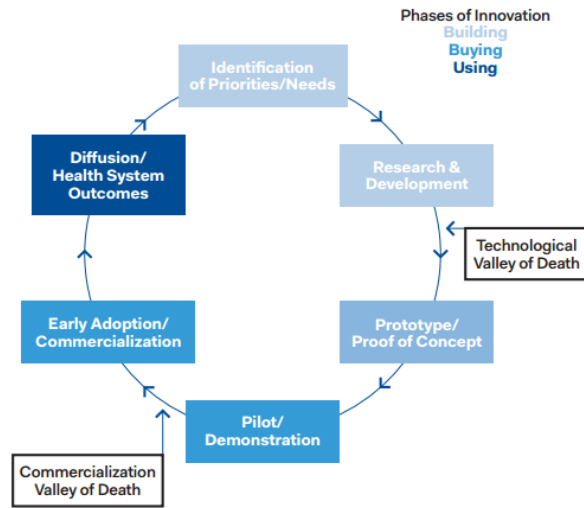 Phases of Innovation
Building
Buying
Using
Identification
of Priorities/Needs
Research &
Development
Technological
Valley of Death
Prototype/
Proof of Concept
Pilot/
Demonstration
Commercialization
Valley of Death
Early Adoption/
Commercialization
Diffusion/
Health System
Outcomes